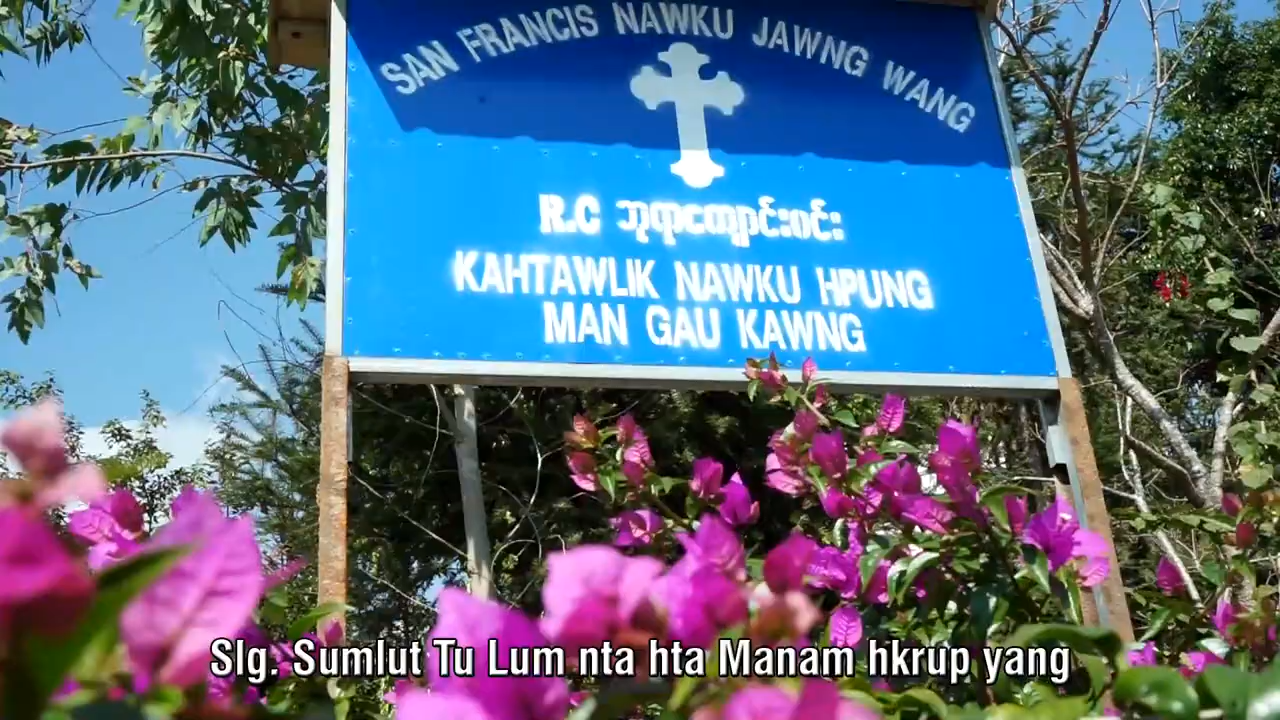 SAN FRANCIS NAWKU JAWNG WANG
R.C ဘုရားကျောင်းဝင်း
KAHTAWLIK NAWKU HPUNG
MAN GAU KAWNG
Slg. Sumlut Tu Lum nta hta Manam hkrup yang